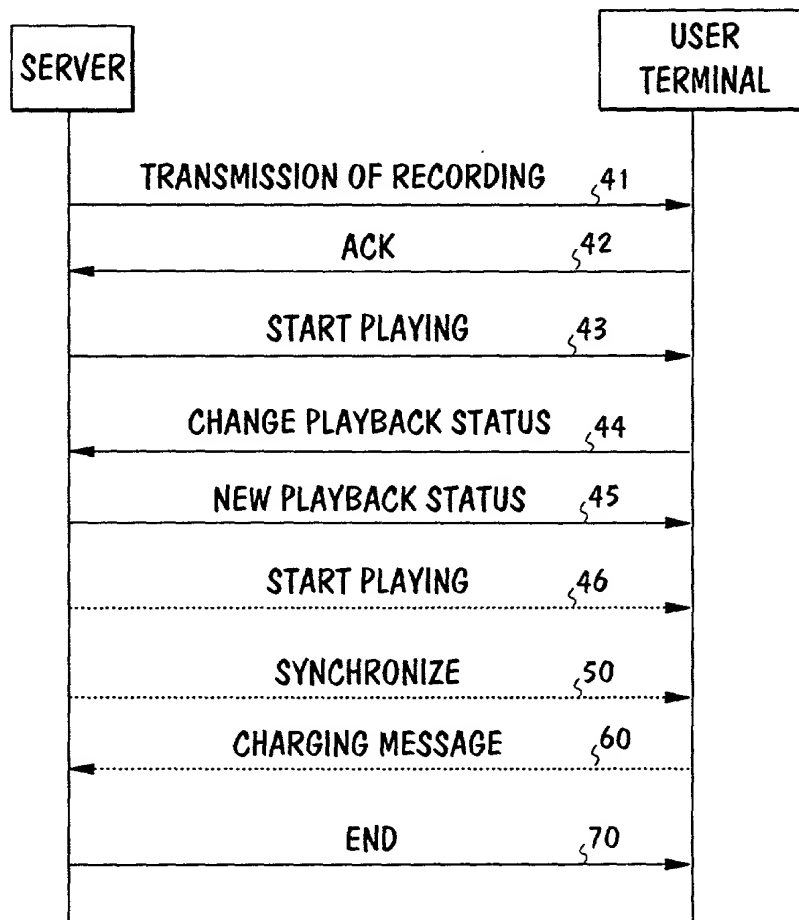 SERVER
USER
TERMINAL
TRANSMISSION OF RECORDING 41
ACK 42
START PLAYING 43
CHANGE PLAYBACK STATUS 44
NEW PLAYBACK STATUS 45
START PLAYING 46
SYNCHRONIZE 50
CHARGING MESSAGE 60
END 70